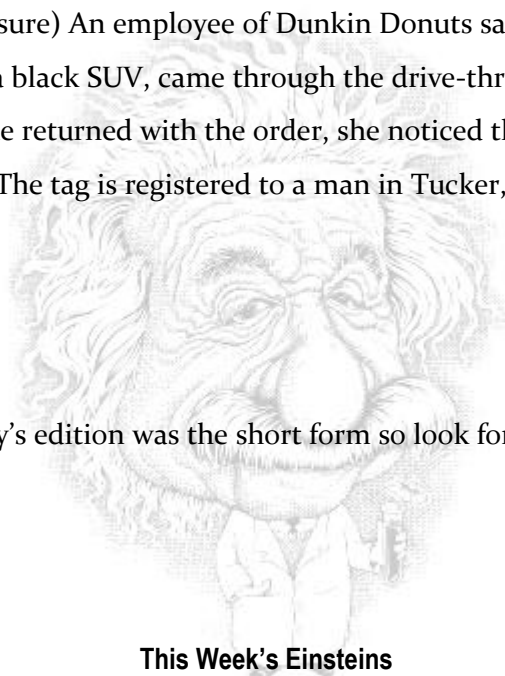 sure) An employee of Dunkin Donuts sa
a black SUV, came through the drive-thr
e returned with the order, she noticed th
The tag is registered to a man in Tucker,
y's edition was the short form so look for
This Week's Einsteins